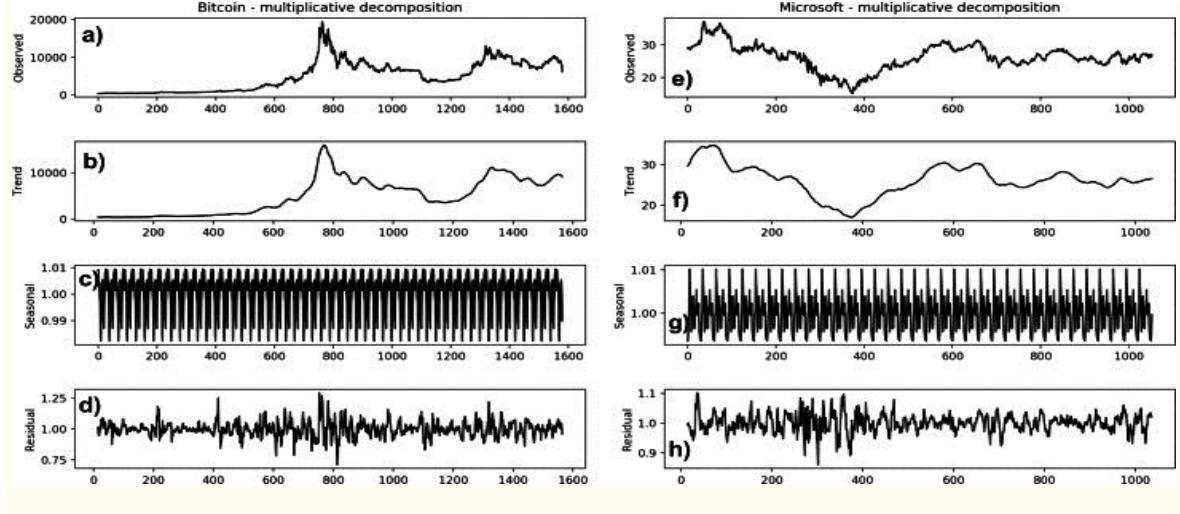 Bitcoin - multiplicative decomposition
a)
Observed
20000
10000
0
0 200 400 600 800 1000 1200 1400 1600
b)
Trend
10000
0
0 200 400 600 800 1000 1200 1400 1600
c)
Seasonal
1.01
1.00
0.99
0 200 400 600 800 1000 1200 1400 1600
d)
Residual
1.25
1.00
0.75
0 200 400 600 800 1000 1200 1400 1600
Microsoft - multiplicative decomposition
e)
Observed
30
20
0 200 400 600 800 1000
f)
Trend
30
20
0 200 400 600 800 1000
g)
Seasonal
1.01
1.00
0 200 400 600 800 1000
h)
Residual
1.1
1.0
0.9
0 200 400 600 800 1000